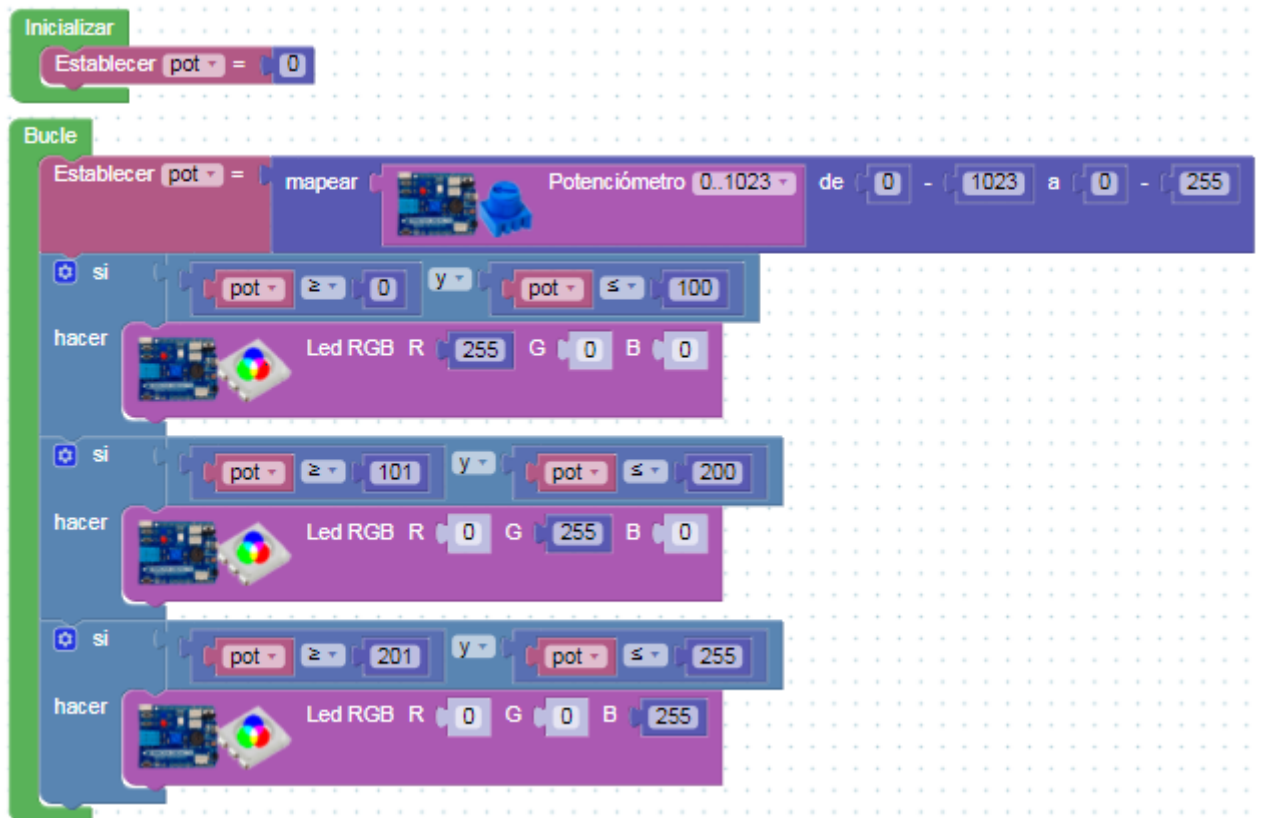 Inicializar
Establecer pot = 0
Bucle
Establecer pot = mapear Potenciómetro 0..1023 de 0 - 1023 a 0 - 255
si pot ≥ 0 y pot ≤ 100
hacer Led RGB R 255 G 0 B 0
si pot ≥ 101 y pot ≤ 200
hacer Led RGB R 0 G 255 B 0
si pot ≥ 201 y pot ≤ 255
hacer Led RGB R 0 G 0 B 255